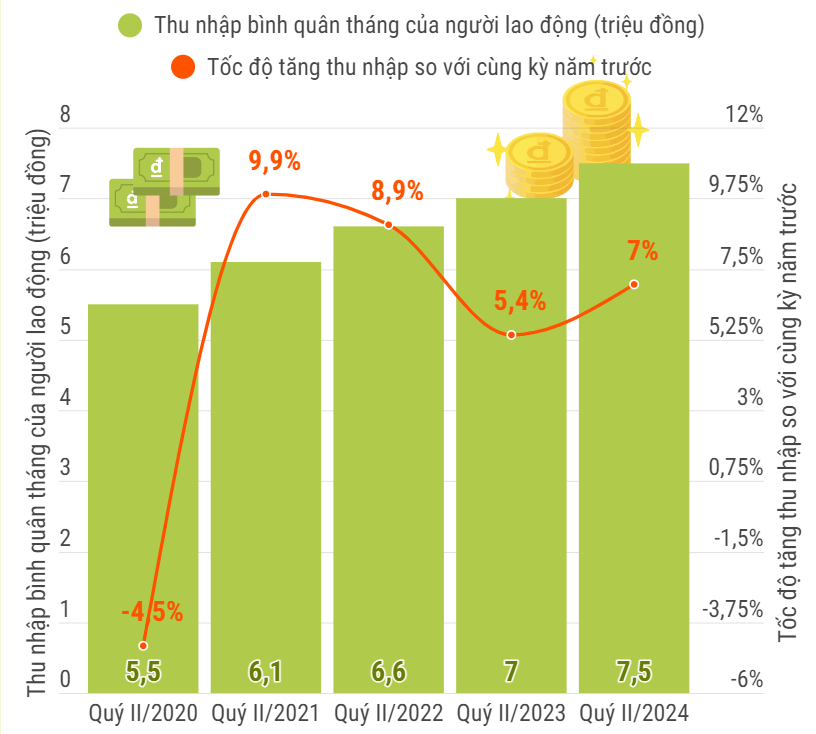 Thu nhập bình quân tháng của người lao động (triệu đồng)
Tốc độ tăng thu nhập so với cùng kỳ năm trước
Thu nhập bình quân tháng của người lao động (triệu đồng)
8
7
6
5
4
3
2
1
0
12%
9,75%
7,5%
5,25%
3%
0,75%
-1,5%
-3,75%
-6%
Tốc độ tăng thu nhập so với cùng kỳ năm trước
đ
đ
đ
đ
-4,5%
9,9%
8,9%
5,4%
7%
5,5
6,1
6,6
7
7,5
Quý II/2020
Quý II/2021
Quý II/2022
Quý II/2023
Quý II/2024